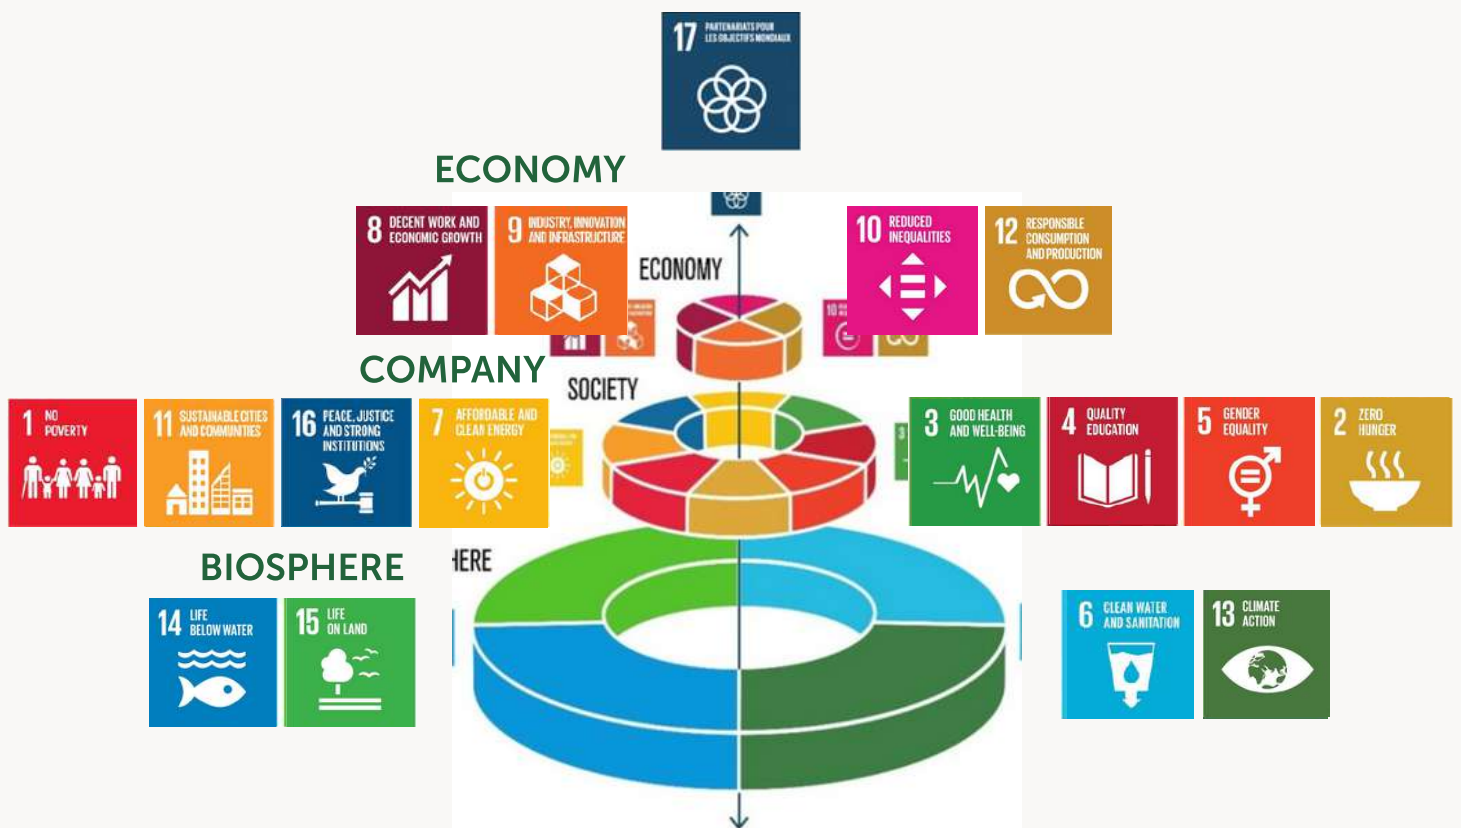 17 PARTENARIATS POUR
LES OBJECTIFS MONDIAUX
ECONOMY
8 DECENT WORK AND
ECONOMIC GROWTH
9 INDUSTRY, INNOVATION
AND INFRASTRUCTURE
10 REDUCED
INEQUALITIES
12 RESPONSIBLE
CONSUMPTION
AND PRODUCTION
ECONOMY
10
COMPANY
SOCIETY
1 NO
POVERTY
11 SUSTAINABLE CITIES
AND COMMUNITIES
16 PEACE, JUSTICE
AND STRONG
INSTITUTIONS
7 AFFORDABLE AND
CLEAN ENERGY
3
3 GOOD HEALTH
AND WELL-BEING
4 QUALITY
EDUCATION
5 GENDER
EQUALITY
2 ZERO
HUNGER
BIOSPHERE
HERE
14 LIFE
BELOW WATER
15 LIFE
ON LAND
6 CLEAN WATER
AND SANITATION
13 CLIMATE
ACTION